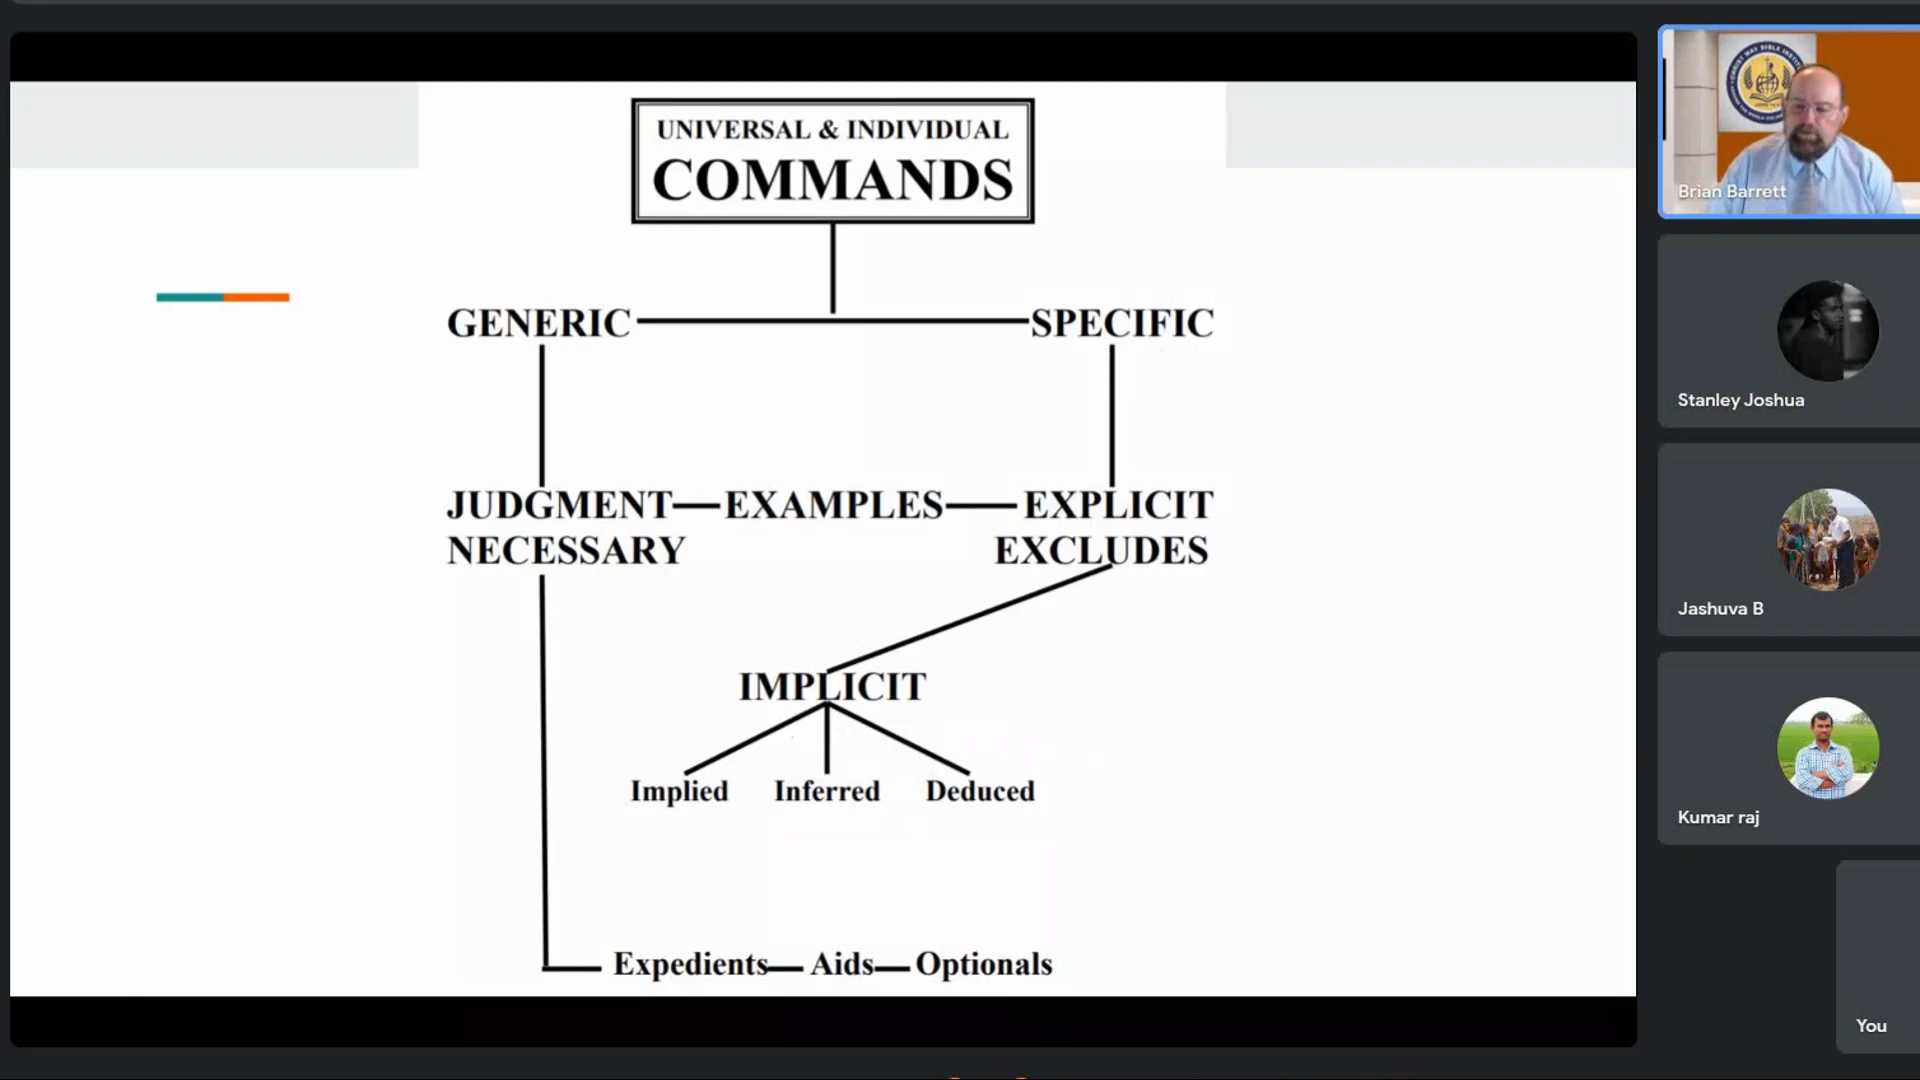 UNIVERSAL & INDIVIDUAL
COMMANDS
GENERIC
SPECIFIC
JUDGMENT EXAMPLES EXPLICIT
NECESSARY
EXCLUDES
IMPLICIT
Implied Inferred Deduced
Expedients Aids Optionals
Brian Barrett
Stanley Joshua
Jashuva B
Kumar raj
You